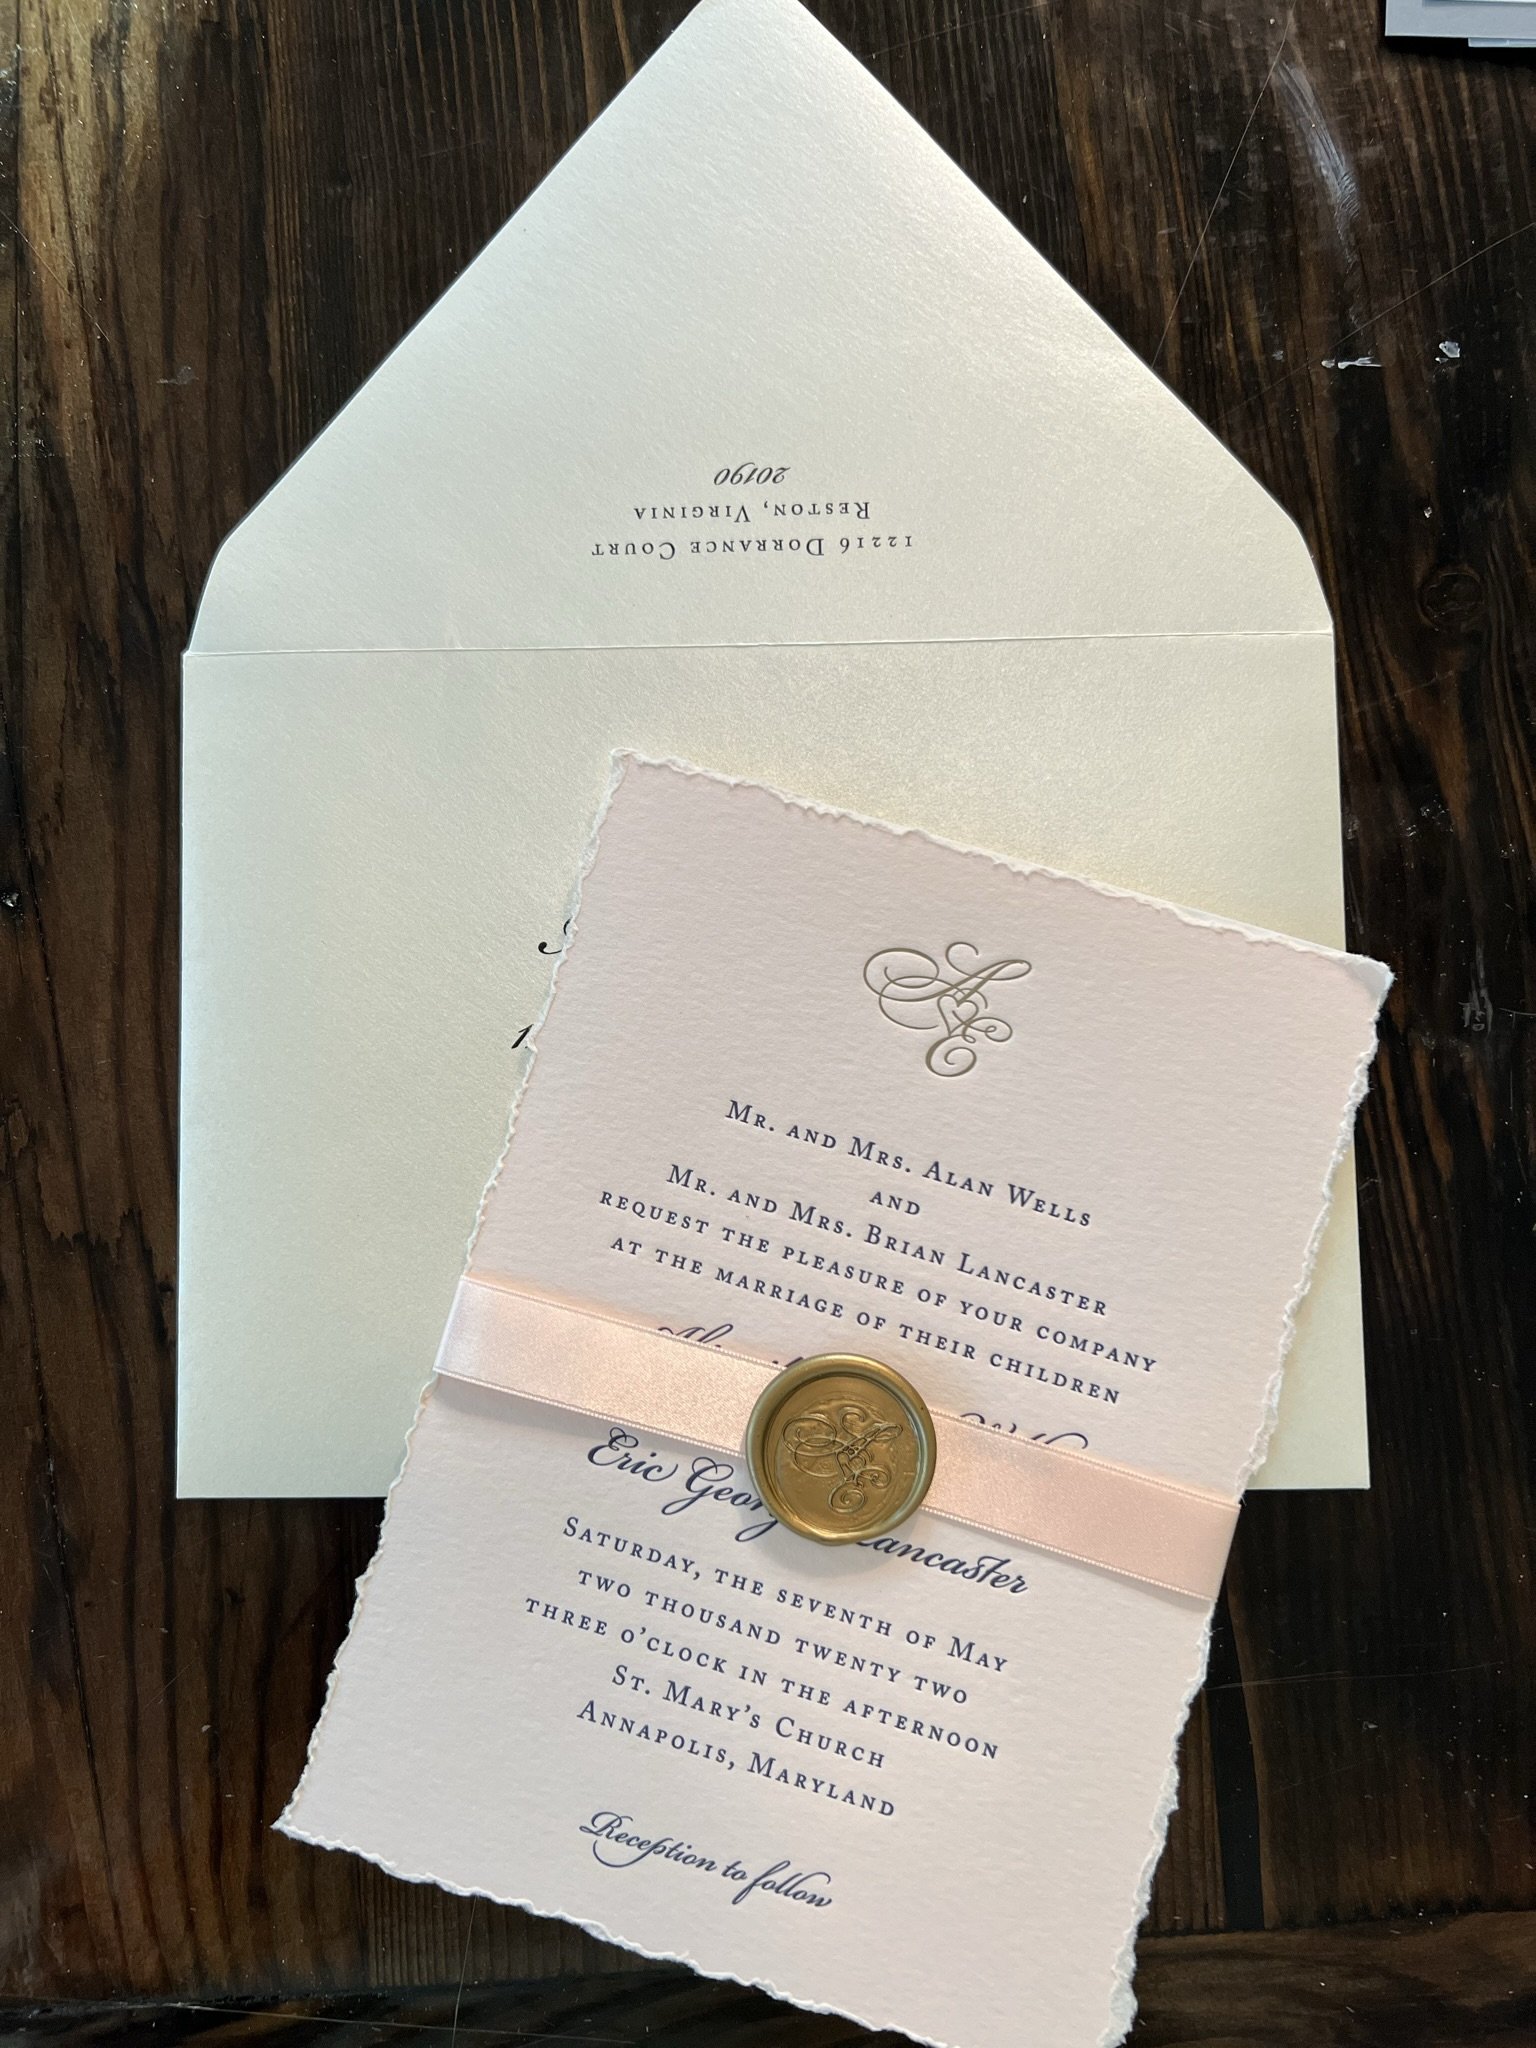 12216 Dorrance Court
Reston, Virginia
20190
A
E
Mr. and Mrs. Alan Wells
and
Mr. and Mrs. Brian Lancaster
request the pleasure of your company
at the marriage of their children
Eric Lancaster
Saturday, the seventh of May
two thousand twenty two
three o'clock in the afternoon
St. Mary's Church
Annapolis, Maryland
Reception to follow